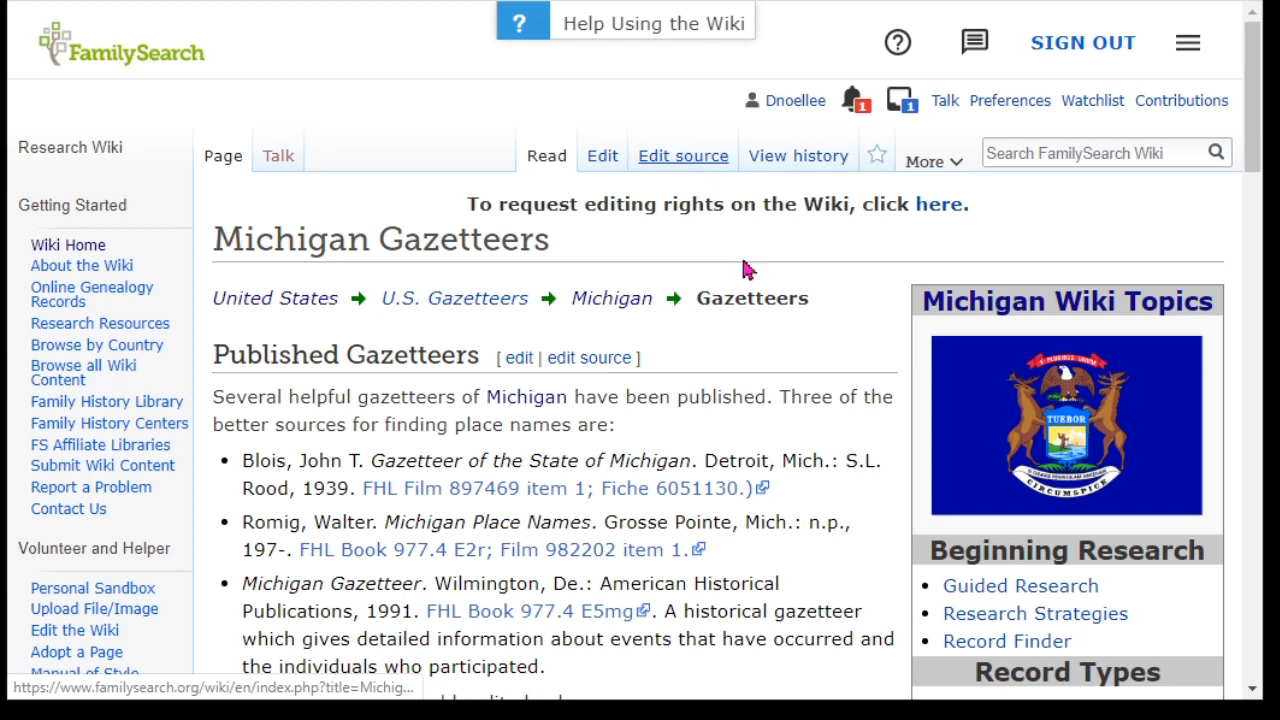 ? Help Using the Wiki
FamilySearch
SIGN OUT
Dnoellee 1 1 Talk Preferences Watchlist Contributions
Research Wiki
Page Talk Read Edit Edit source View history More Search FamilySearch Wiki
Getting Started
Wiki Home
About the Wiki
Online Genealogy
Records
Research Resources
Browse by Country
Browse all Wiki
Content
Family History Library
Family History Centers
FS Affiliate Libraries
Submit Wiki Content
Report a Problem
Contact Us
Volunteer and Helper
Personal Sandbox
Upload File/Image
Edit the Wiki
Adopt a Page
Manual of Style
To request editing rights on the Wiki, click here.
Michigan Gazetteers
United States → U.S. Gazetteers → Michigan → Gazetteers
Published Gazetteers [ edit | edit source ]
Several helpful gazetteers of Michigan have been published. Three of the
better sources for finding place names are:
• Blois, John T. Gazetteer of the State of Michigan. Detroit, Mich.: S.L.
Rood, 1939. FHL Film 897469 item 1; Fiche 6051130.)
• Romig, Walter. Michigan Place Names. Grosse Pointe, Mich.: n.p.,
197-. FHL Book 977.4 E2r; Film 982202 item 1.
• Michigan Gazetteer. Wilmington, De.: American Historical
Publications, 1991. FHL Book 977.4 E5mg. A historical gazetteer
which gives detailed information about events that have occurred and
the individuals who participated.
Michigan Wiki Topics
E PLURIBUS UNUM
TUEBOR
CIRCUMSPICE
Beginning Research
• Guided Research
• Research Strategies
• Record Finder
Record Types
https://www.familysearch.org/wiki/en/index.php?title=Michig...